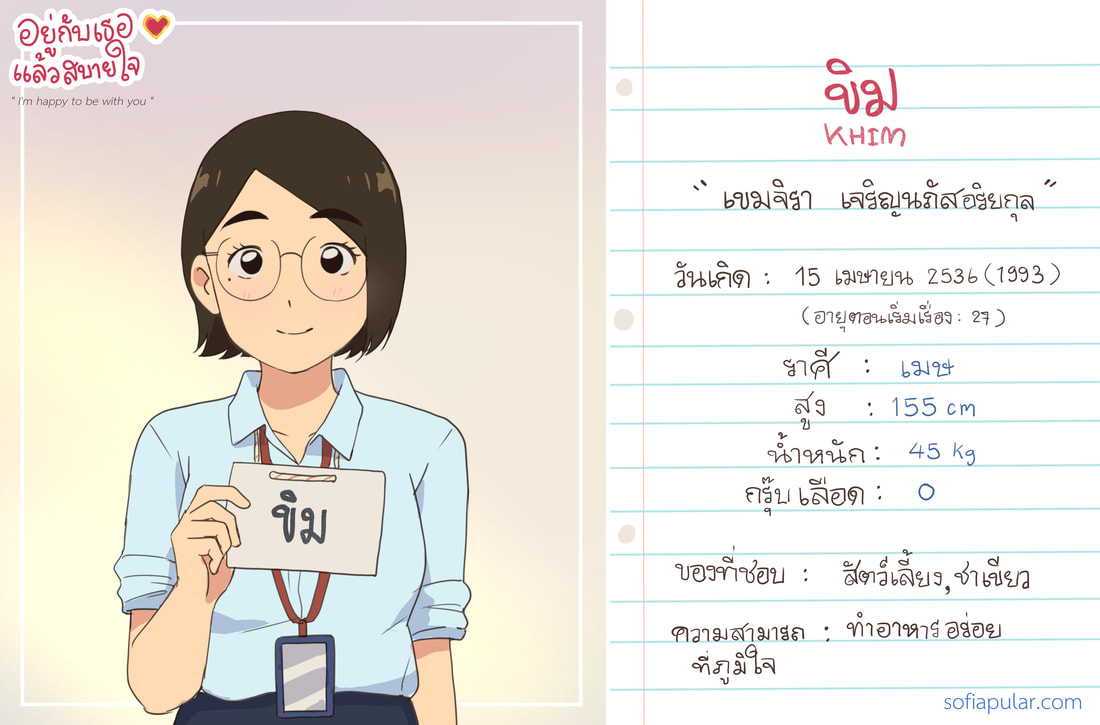 อยู่กับเธอ
แล้วสบายใจ
" I'm happy to be with you "
ขิม
ขิม
KHIM
“ เขมจิรา เจริญนภัสอริยกุล ”
วันเกิด : 15 เมษายน 2536 (1993)
(อายุตอนเริ่มเรื่อง : 27)
ราศี : เมษ
สูง : 155 cm
น้ำหนัก : 45 kg
กรุ๊บเลือด : O
ของที่ชอบ : สัตว์เลี้ยง, ชาเขียว
ความสามารถ : ทำอาหารอร่อย
ที่ภูมิใจ
sofiapular.com